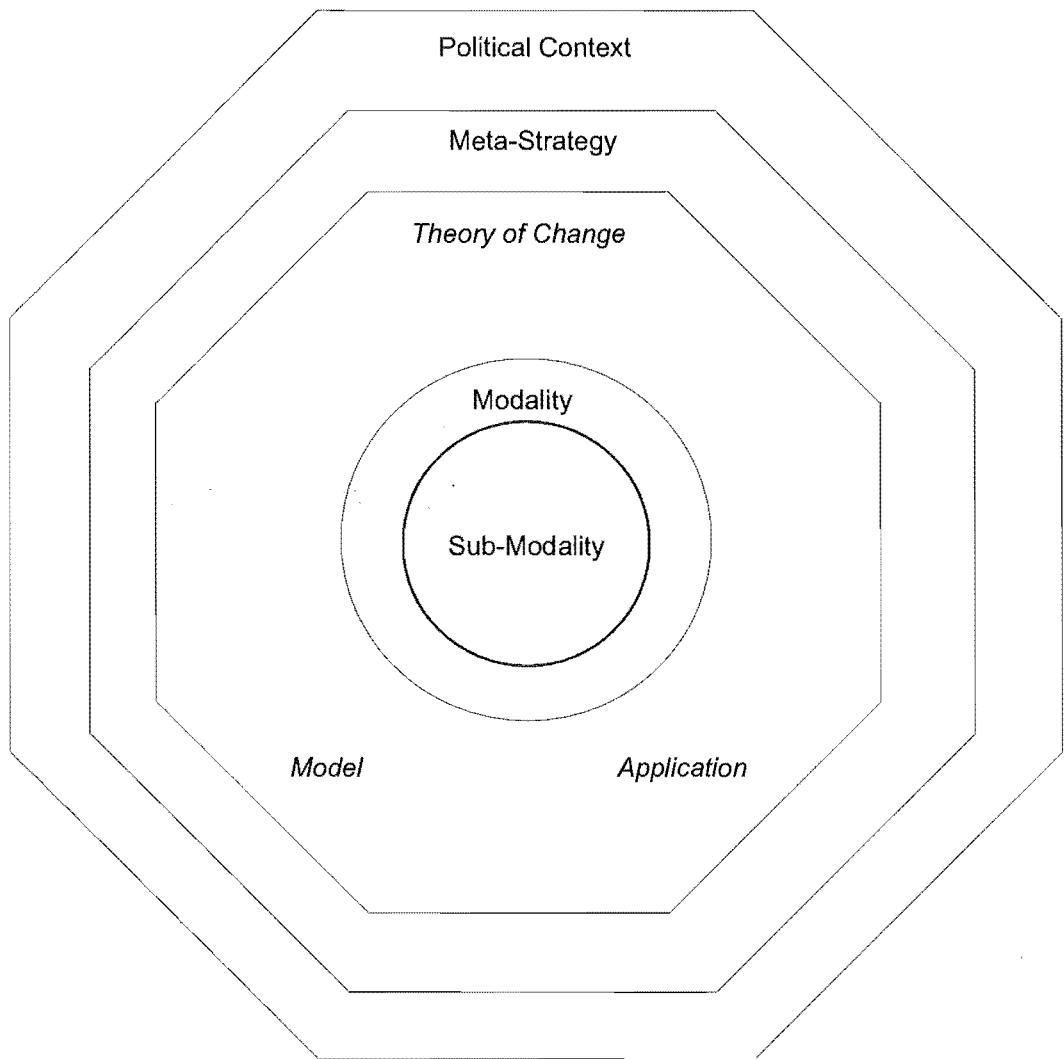 Political Context
Meta-Strategy
Theory of Change
Modality
Sub-Modality
Model
Application